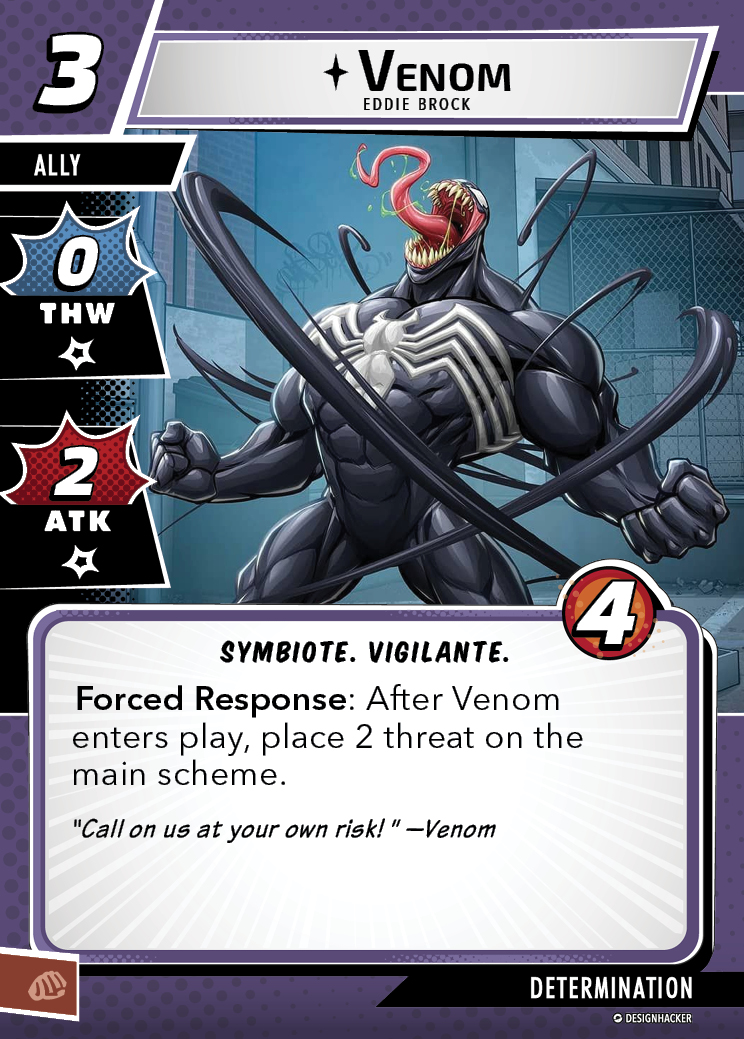 3
VENOM
EDDIE BROCK
ALLY
0
THW
2
ATK
4
SYMBIOTE. VIGILANTE.
Forced Response: After Venom
enters play, place 2 threat on the
main scheme.
"Call on us at your own risk! " —Venom
DETERMINATION
DESIGNHACKER